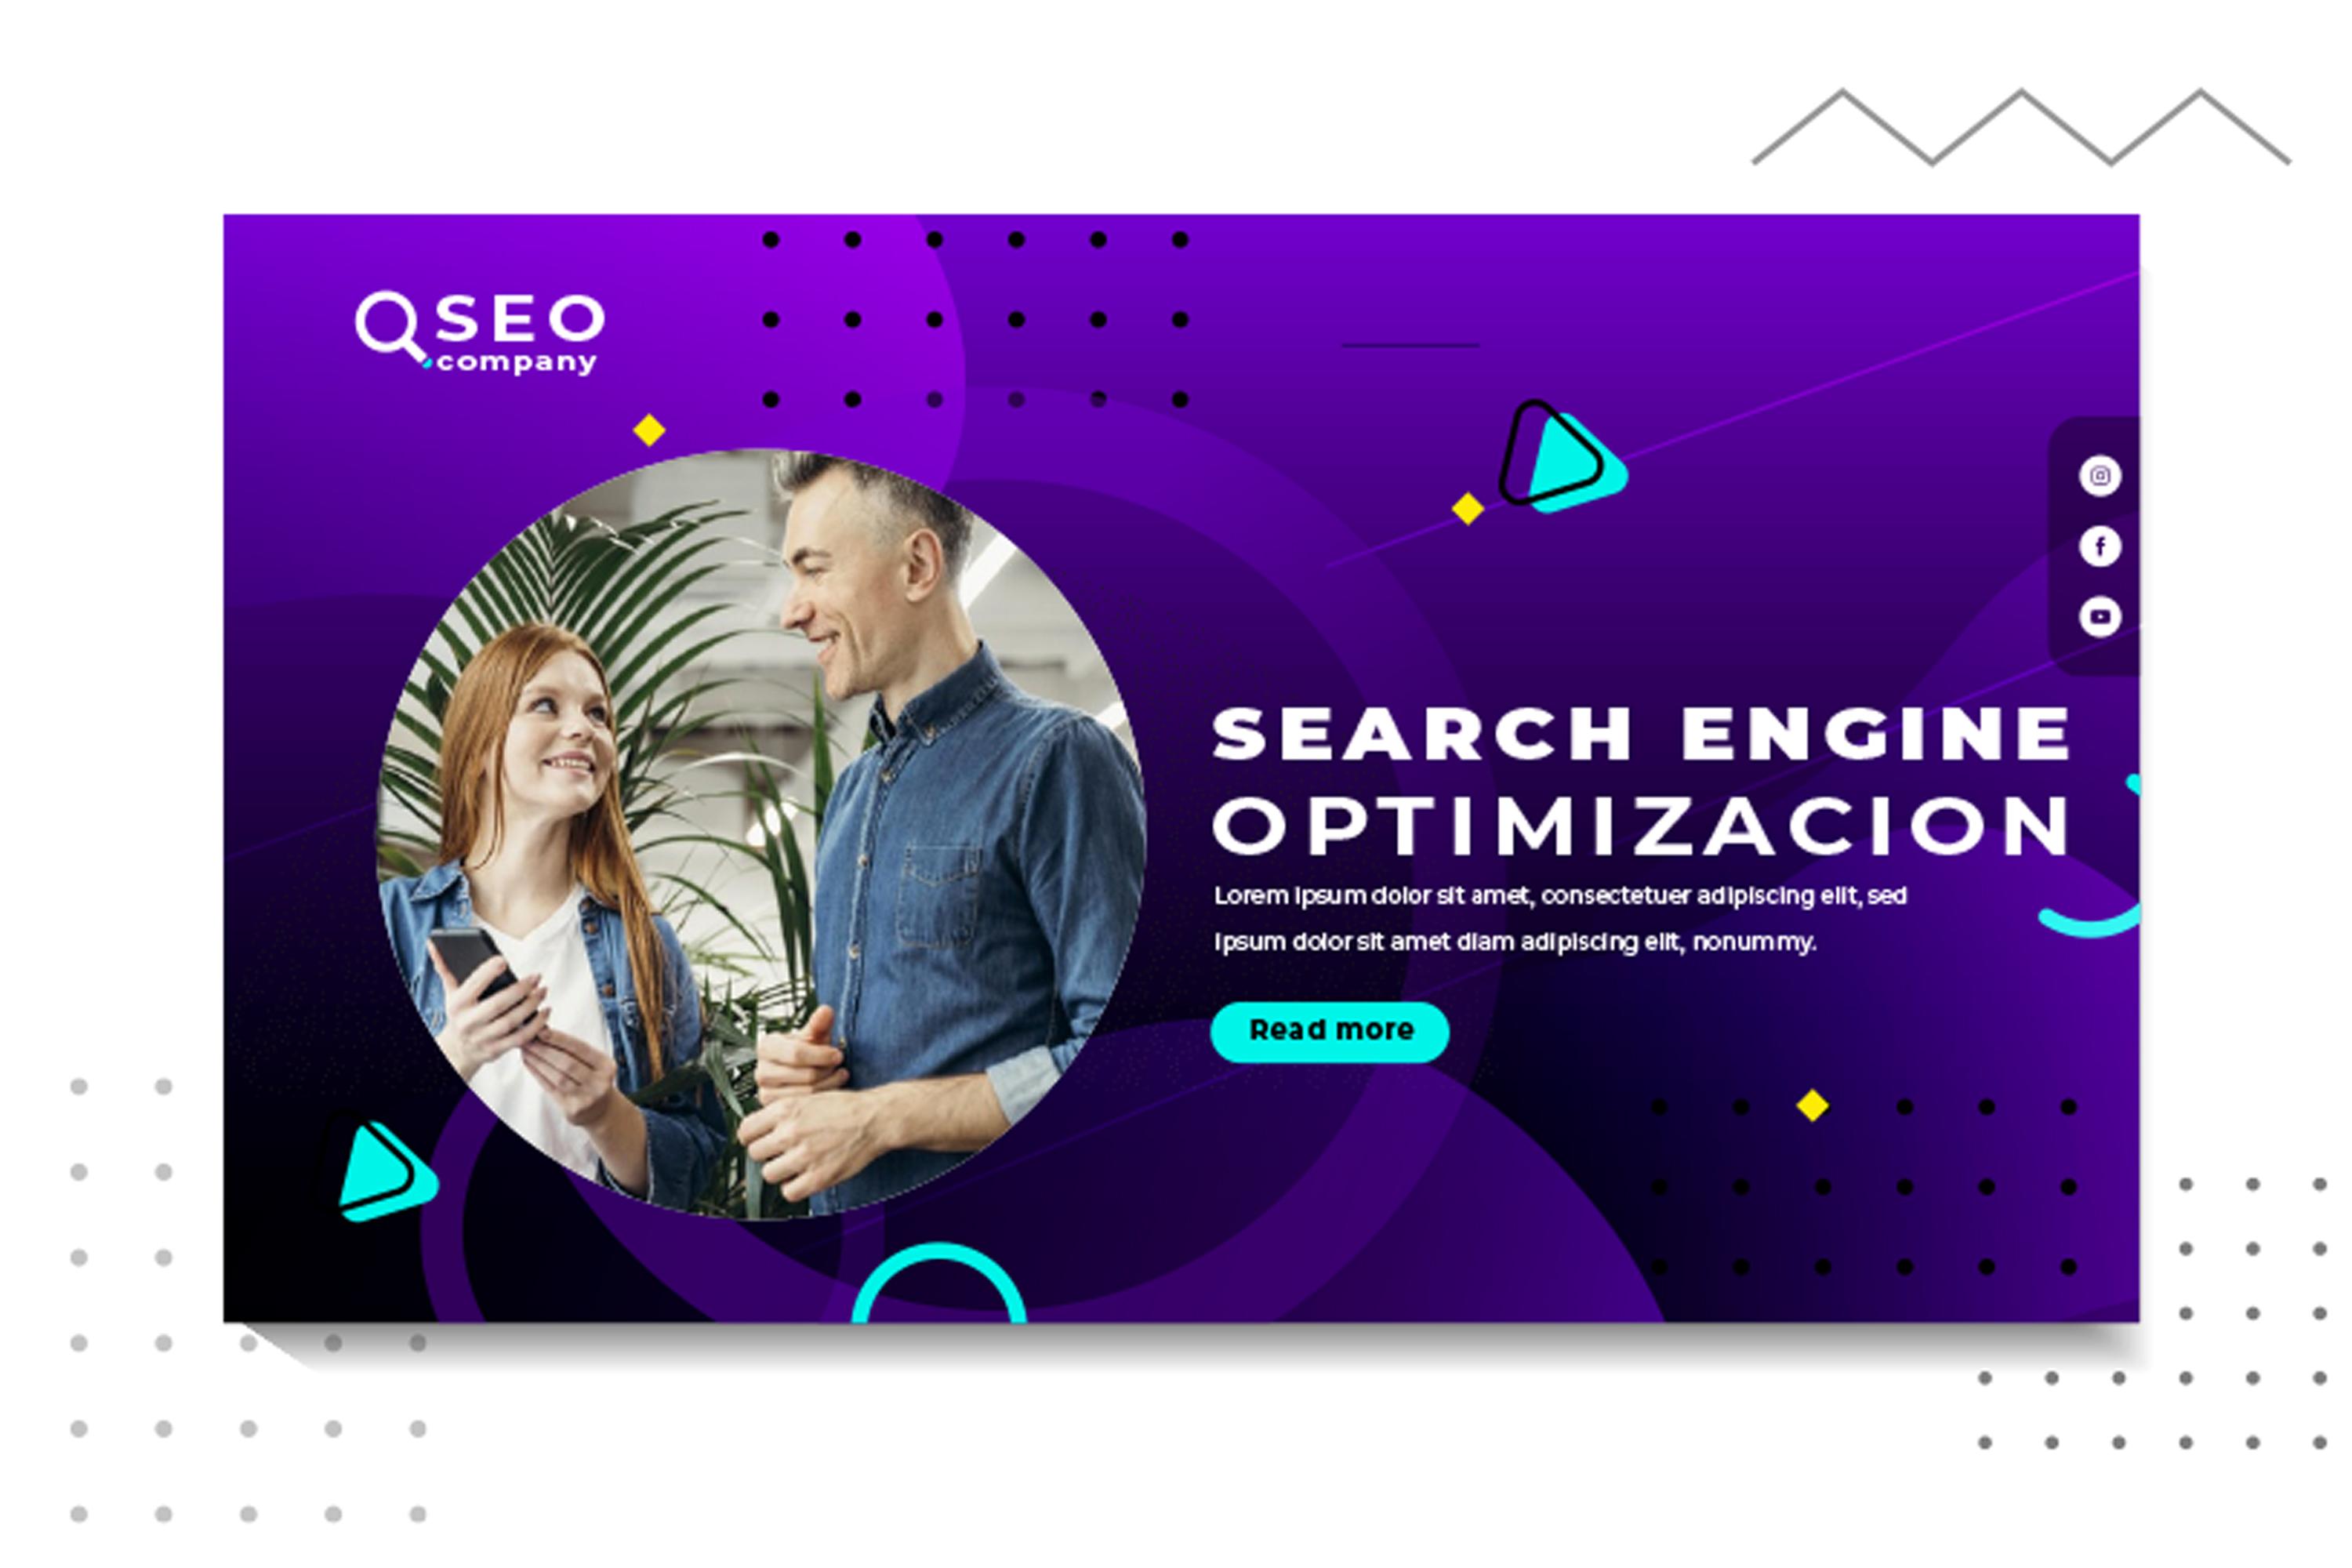 SEO
company
SEARCH ENGINE
OPTIMIZACION
Lorem ipsum dolor sit amet, consectetuer adipiscing elit, sed
ipsum dolor sit amet diam adipiscing elit, nonummy.
Read more